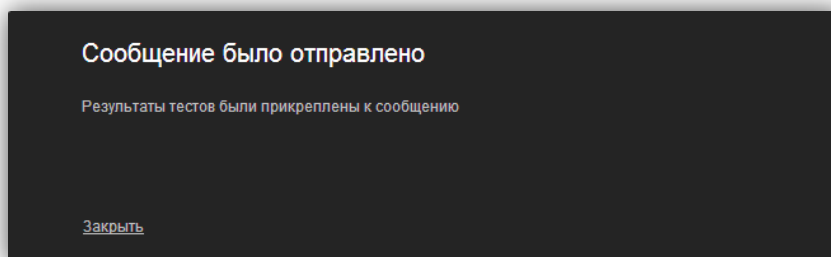 Сообщение было отправлено
Результаты тестов были прикреплены к сообщению
Закрыть